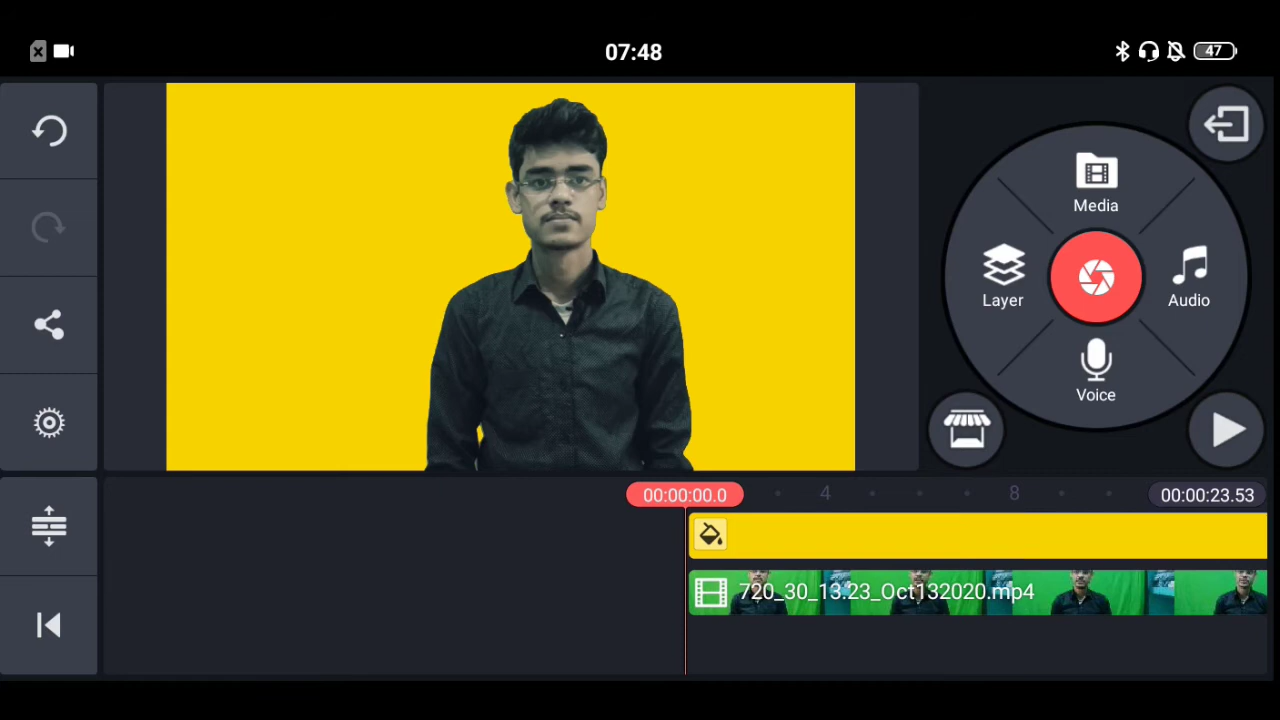 07:48
47
Media
Layer
Audio
Voice
00:00:00.0
4
8
00:00:23.53
720_30_13.23_Oct132020.mp4